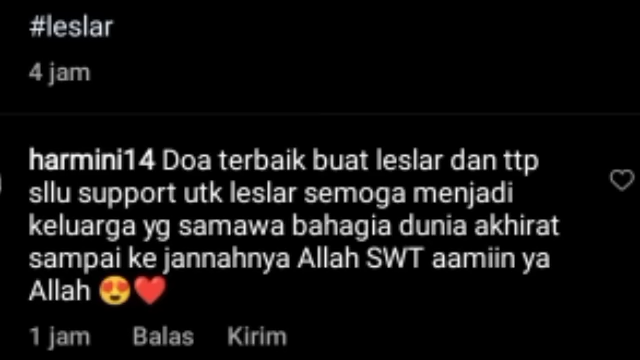 #leslar
4 jam
harmini14 Doa terbaik buat leslar dan ttp
sllu support utk leslar semoga menjadi
keluarga yg samawa bahagia dunia akhirat
sampai ke jannahnya Allah SWT aamiin ya
Allah 😍❤️
1 jam Balas Kirim